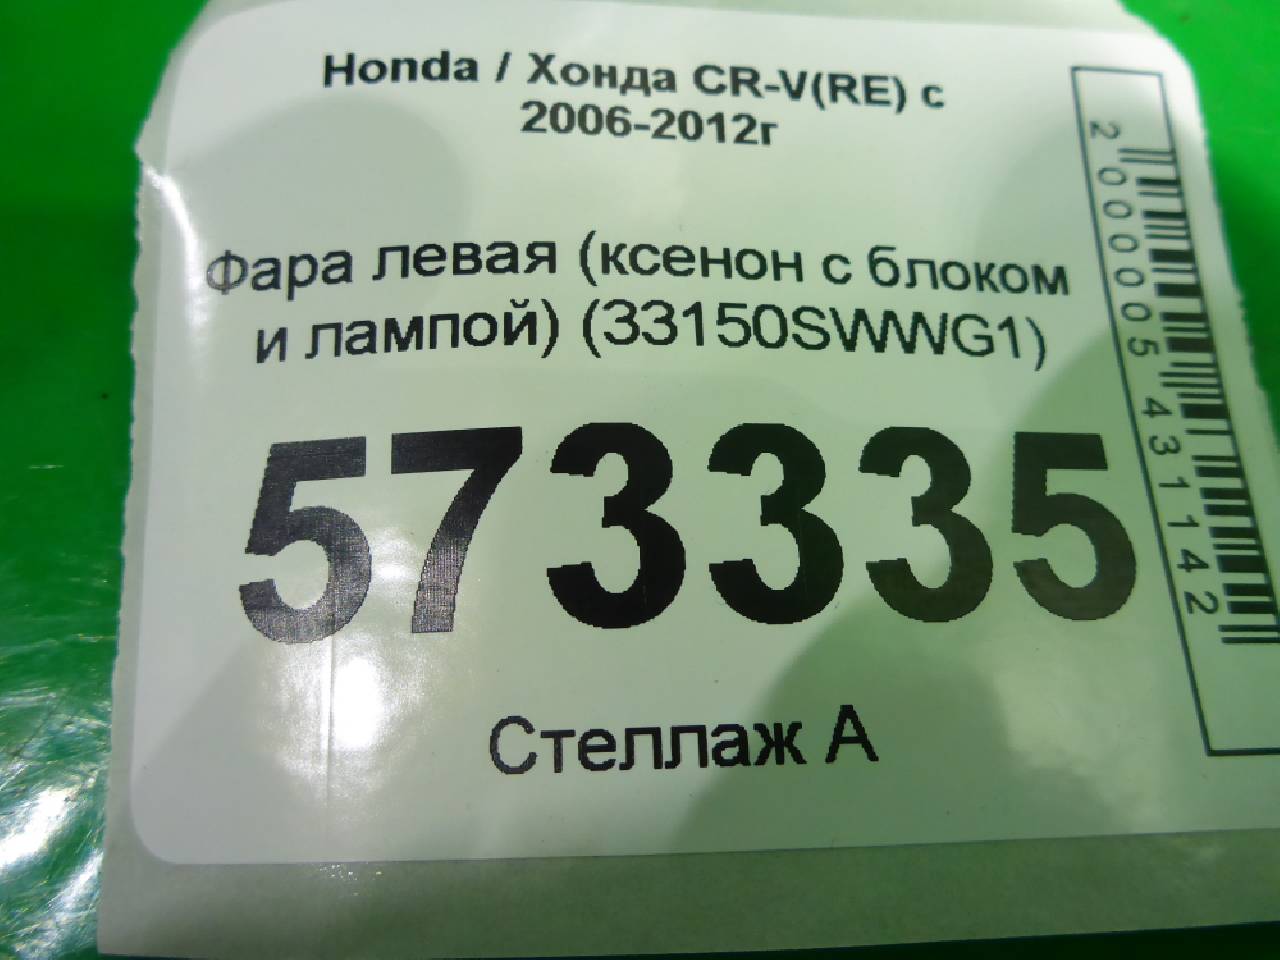 Honda / Хонда CR-V(RE) с
2006-2012г
Фара левая (ксенон с блоком
и лампой) (33150SWWG1)
573335
Стеллаж А
2000005431142